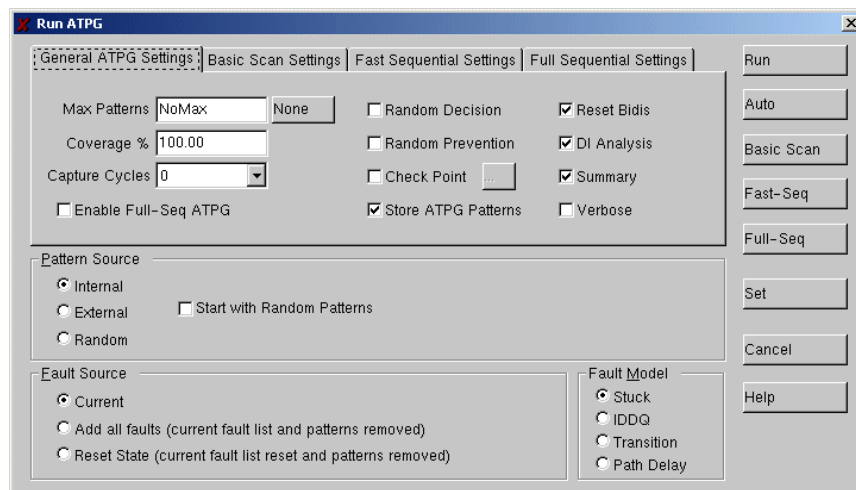 Run ATPG
General ATPG Settings
Basic Scan Settings
Fast Sequential Settings
Full Sequential Settings
Max Patterns NoMax None
Coverage % 100.00
Capture Cycles 0
Enable Full-Seq ATPG
Random Decision
Random Prevention
Check Point ...
Store ATPG Patterns
Reset Bidis
DI Analysis
Summary
Verbose
Pattern Source
Internal
External
Random
Start with Random Patterns
Fault Source
Current
Add all faults (current fault list and patterns removed)
Reset State (current fault list reset and patterns removed)
Fault Model
Stuck
IDDQ
Transition
Path Delay
Run
Auto
Basic Scan
Fast-Seq
Full-Seq
Set
Cancel
Help